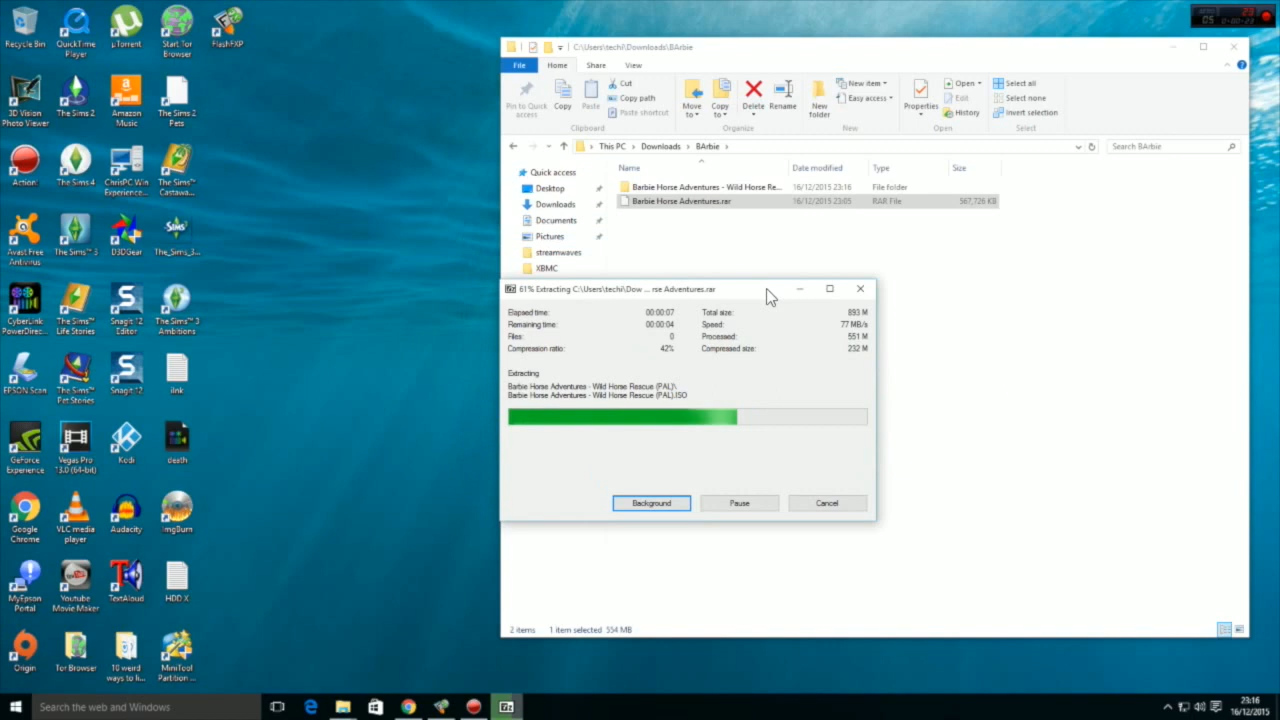 Recycle Bin
QuickTime
Player
µTorrent
Start Tor
Browser
FlashFXP
3D Vision
Photo Viewer
The Sims 2
Amazon
Music
The Sims 2
Pets
Action!
The Sims 4
ChrisPC Win
Experience...
The Sims™
Castawa...
Avast Free
Antivirus
The Sims™ 3
D3DGear
The_Sims_3...
CyberLink
PowerDirec...
The Sims™
Life Stories
Snagit 12
Editor
The Sims™ 3
Ambitions
EPSON Scan
The Sims™
Pet Stories
Snagit 12
ilnk
GeForce
Experience
Vegas Pro
13.0 (64-bit)
Kodi
death
Google
Chrome
VLC media
player
Audacity
ImgBurn
MyEpson
Portal
Youtube
Movie Maker
TextAloud
HDD X
Origin
Tor Browser
10 weird
ways to li...
MiniTool
Partition ...
C:\Users\techi\Downloads\BArbie
File Home Share View
Pin to Quick
access
Copy
Paste
Cut
Copy path
Paste shortcut
Clipboard
Move
to
Copy
to
Delete
Rename
Organize
New
folder
New item
Easy access
New
Properties
Open
Edit
History
Open
Select all
Select none
Invert selection
Select
This PC Downloads BArbie
Search BArbie
Quick access
Desktop
Downloads
Documents
Pictures
streamwaves
XBMC
Name Date modified Type Size
Barbie Horse Adventures - Wild Horse Re... 16/12/2015 23:16 File folder
Barbie Horse Adventures.rar 16/12/2015 23:05 RAR File 567,726 KB
61% Extracting C:\Users\techi\Dow ... rse Adventures.rar
Elapsed time: 00:00:07 Total size: 893 M
Remaining time: 00:00:04 Speed: 77 MB/s
Files: 0 Processed: 551 M
Compression ratio: 42% Compressed size: 232 M
Extracting
Barbie Horse Adventures - Wild Horse Rescue (PAL)\
Barbie Horse Adventures - Wild Horse Rescue (PAL).ISO
Background Pause Cancel
2 items 1 item selected 554 MB
Search the web and Windows
23:16
16/12/2015